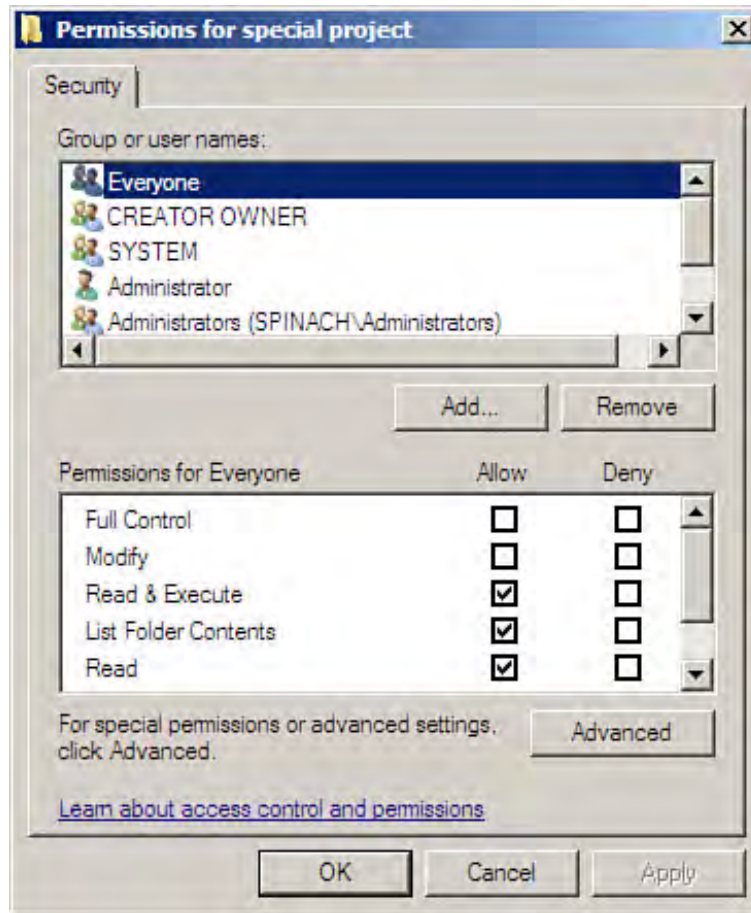 Permissions for special project
Security
Group or user names:
Everyone
CREATOR OWNER
SYSTEM
Administrator
Administrators (SPINACH\Administrators)
Add... Remove
Permissions for Everyone Allow Deny
Full Control
Modify
Read & Execute
List Folder Contents
Read
For special permissions or advanced settings, Advanced
click Advanced.
Learn about access control and permissions
OK Cancel Apply